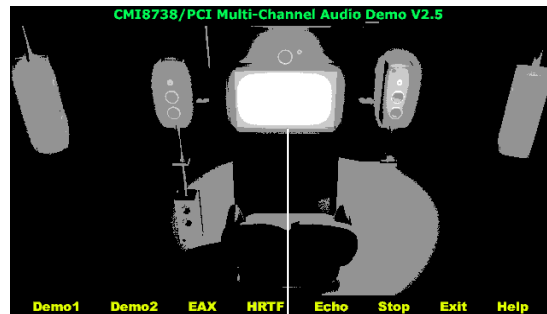 CMI8738/PCI Multi-Channel Audio Demo V2.5
Demo1 Demo2 EAX HRTF Echo Stop Exit Help